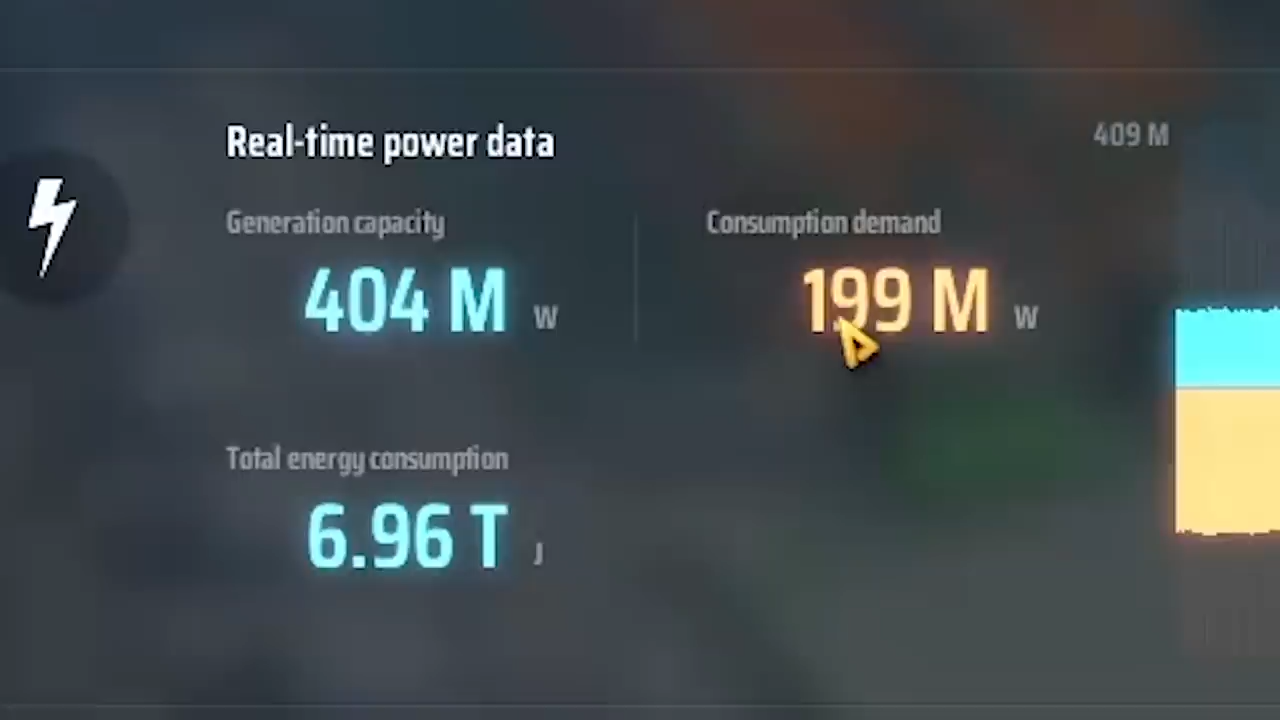 Real-time power data
409 M
Generation capacity
Consumption demand
404 M W
199 M W
Total energy consumption
6.96 T J